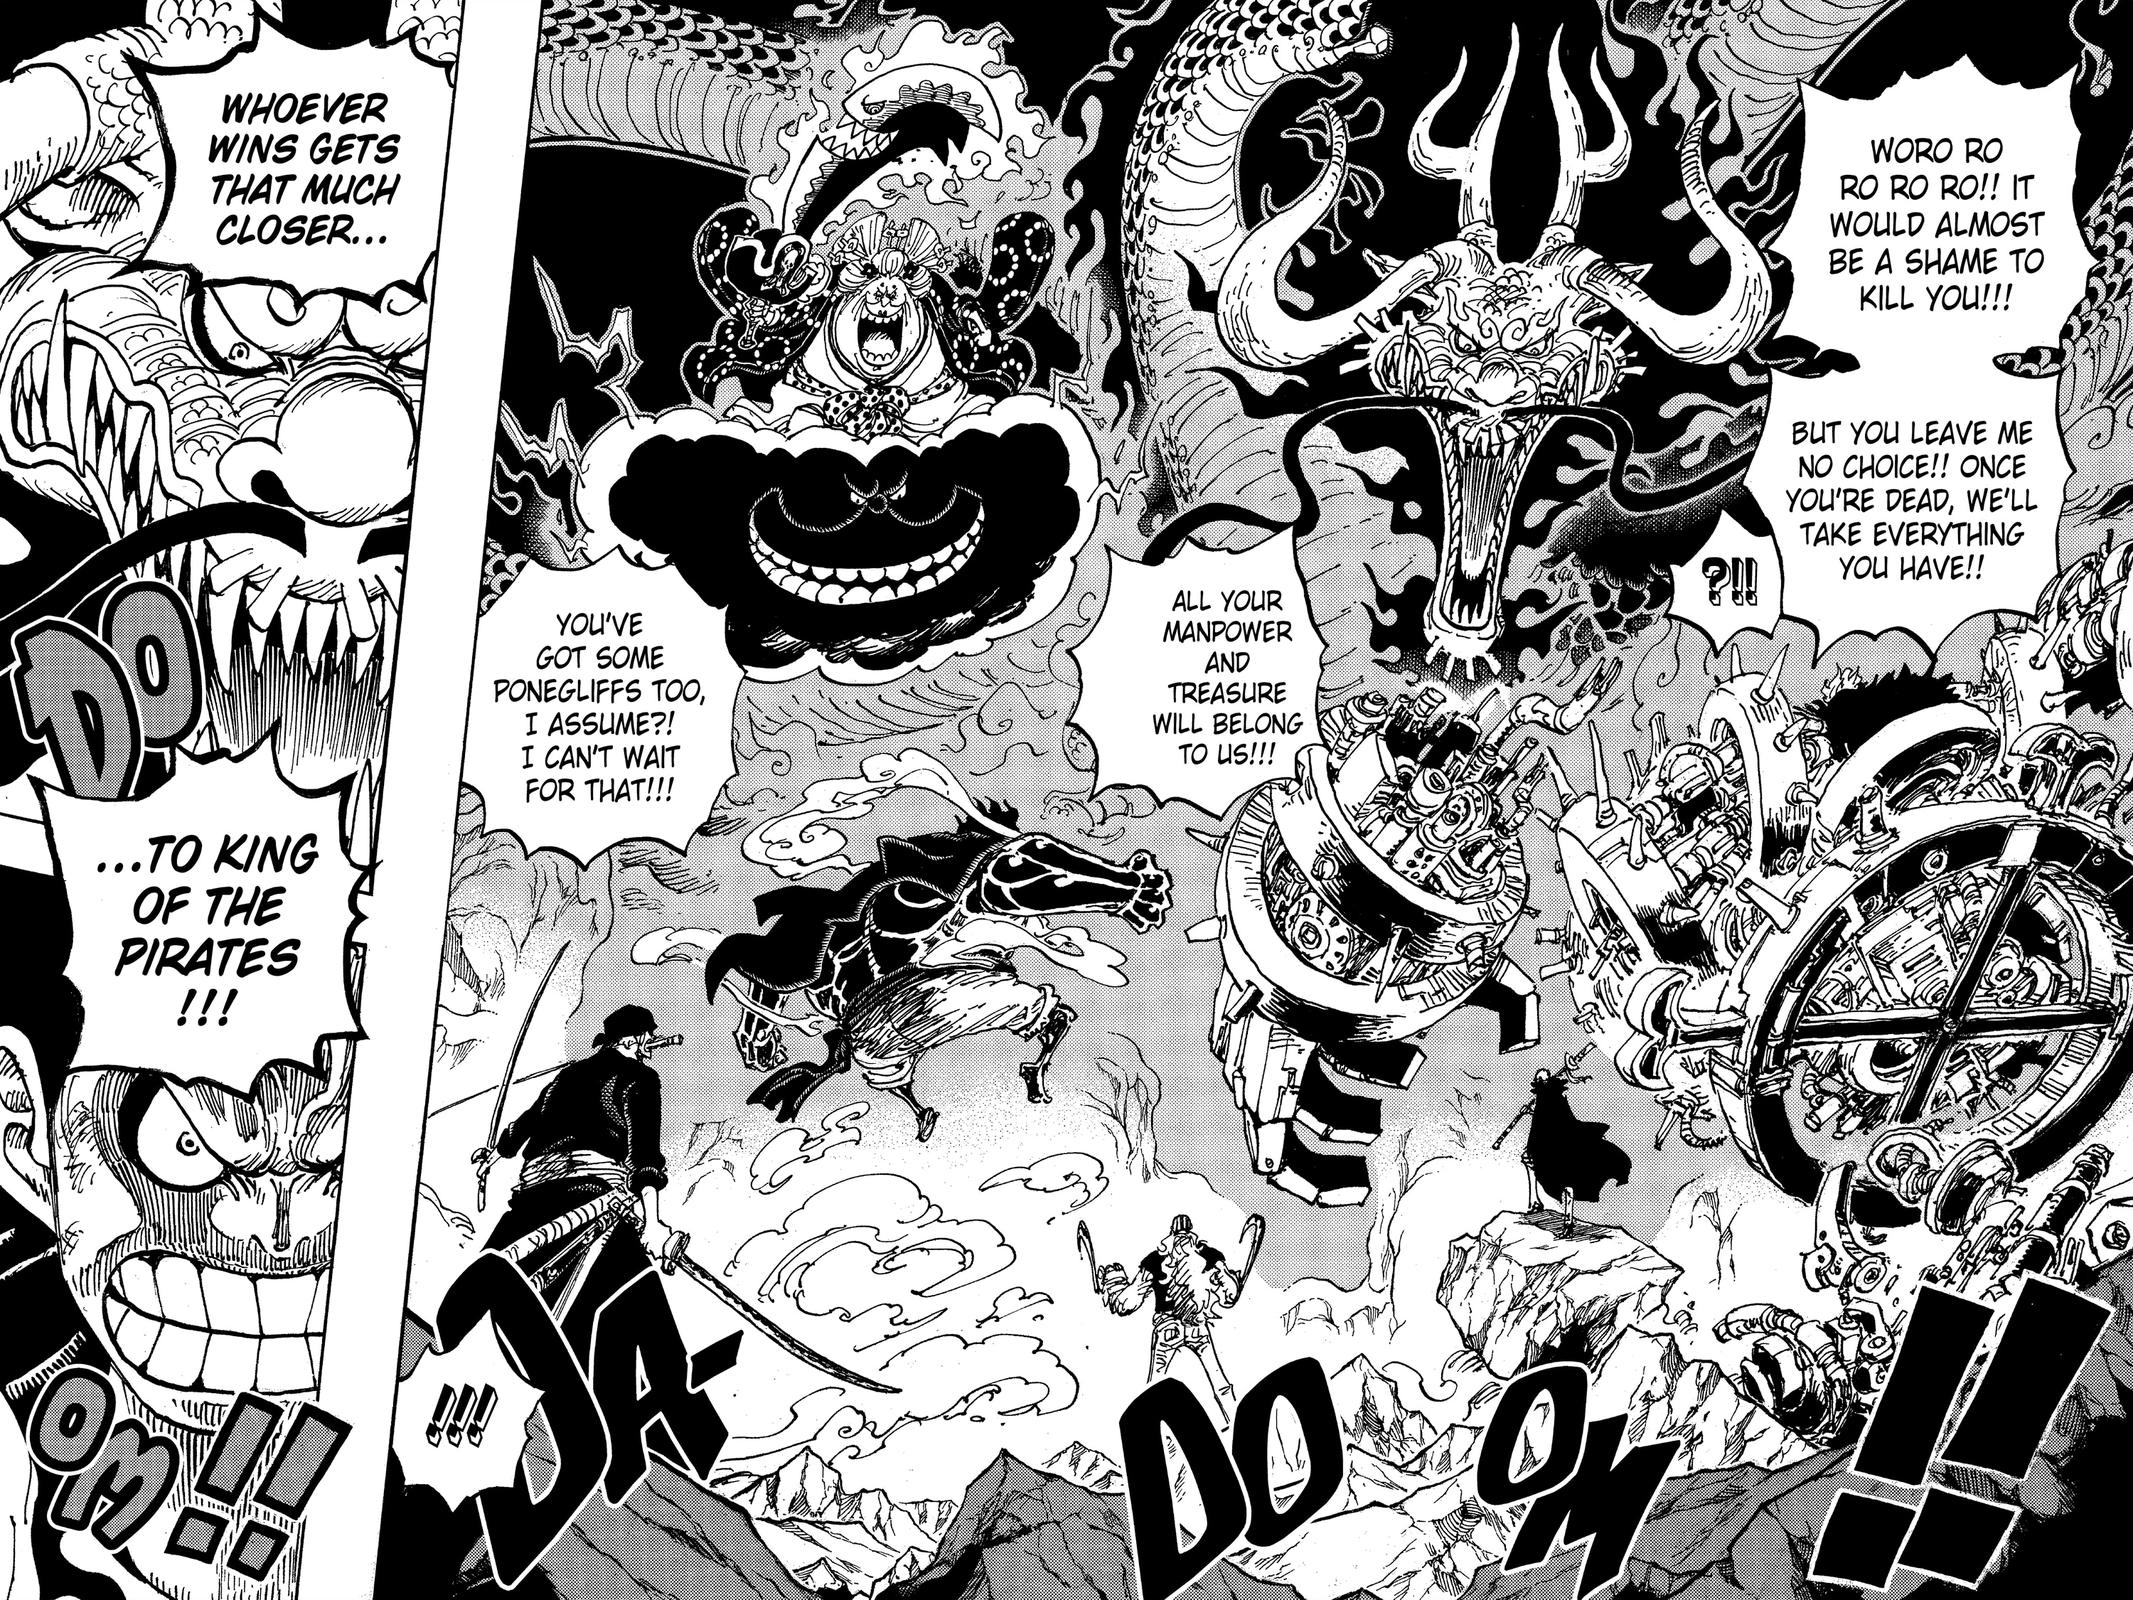 WORO RO
RO RO RO!! IT
WOULD ALMOST
BE A SHAME TO
KILL YOU!!!
BUT YOU LEAVE ME
NO CHOICE!! ONCE
YOU'RE DEAD, WE'LL
TAKE EVERYTHING
YOU HAVE!!
?!!
ALL YOUR
MANPOWER
AND
TREASURE
WILL BELONG
TO US!!!
YOU'VE
GOT SOME
PONEGLIFFS TOO,
I ASSUME?!
I CAN'T WAIT
FOR THAT!!!
!!!
JA-
DO
OM
!!
WHOEVER
WINS GETS
THAT MUCH
CLOSER...
DO
...TO KING
OF THE
PIRATES
!!!
OM!!